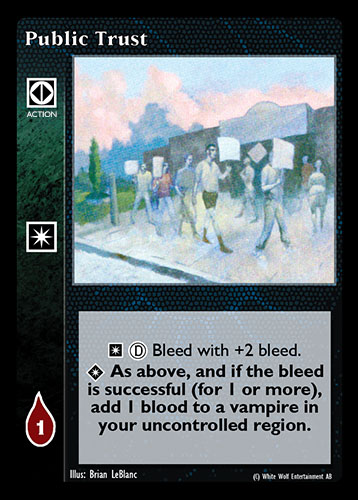 Public Trust
ACTION
D Bleed with +2 bleed.
As above, and if the bleed
is successful (for 1 or more),
add 1 blood to a vampire in
your uncontrolled region.
1
Illus: Brian LeBlanc
(C) White Wolf Entertainment AB